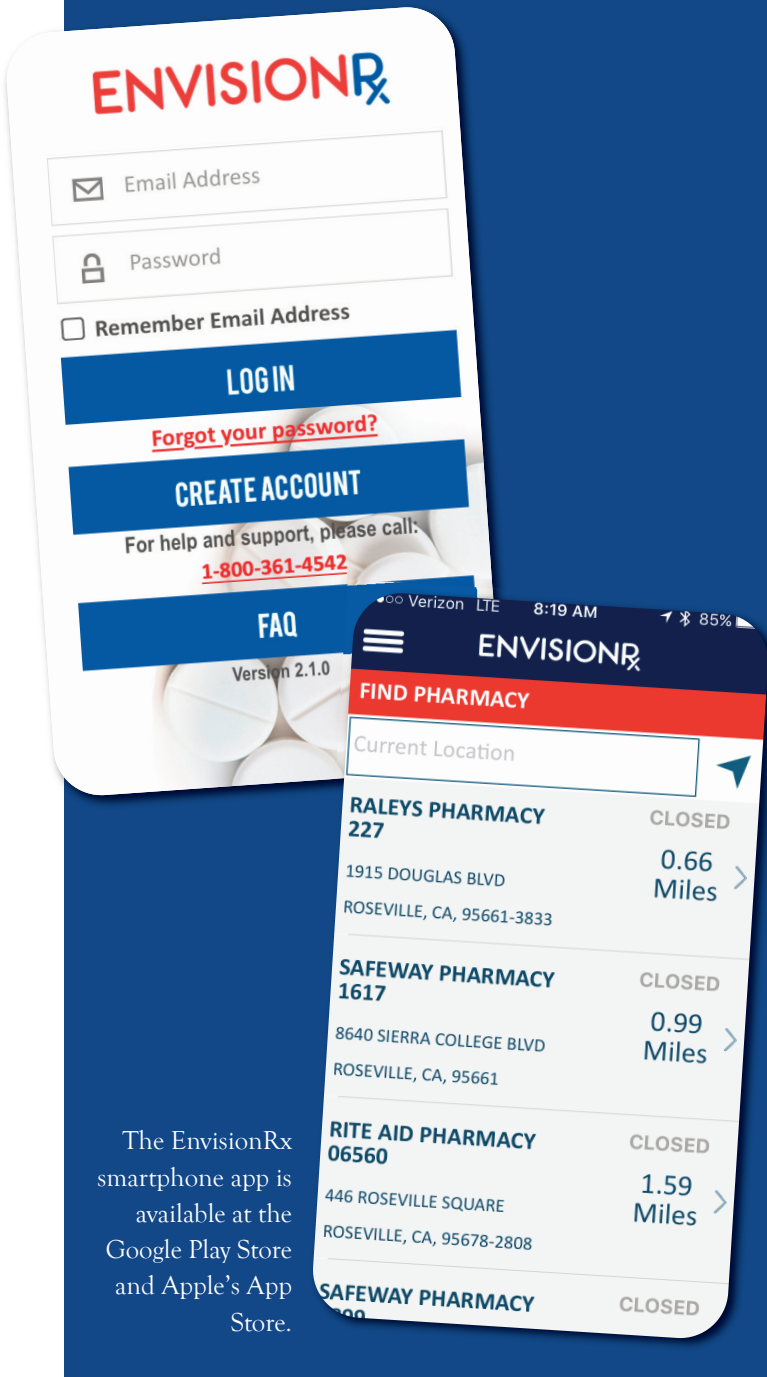 ENVISIONRx
Email Address
Password
Remember Email Address
LOG IN
Forgot your password?
CREATE ACCOUNT
For help and support, please call:
1-800-361-4542
FAQ
Version 2.1.0
Verizon LTE 8:19 AM 85%
ENVISIONRx
FIND PHARMACY
Current Location
RALEYS PHARMACY CLOSED
227
0.66
Miles
1915 DOUGLAS BLVD
ROSEVILLE, CA, 95661-3833
SAFEWAY PHARMACY CLOSED
1617
0.99
Miles
8640 SIERRA COLLEGE BLVD
ROSEVILLE, CA, 95661
RITE AID PHARMACY CLOSED
06560
1.59
Miles
446 ROSEVILLE SQUARE
ROSEVILLE, CA, 95678-2808
SAFEWAY PHARMACY CLOSED
The EnvisionRx
smartphone app is
available at the
Google Play Store
and Apple’s App
Store.